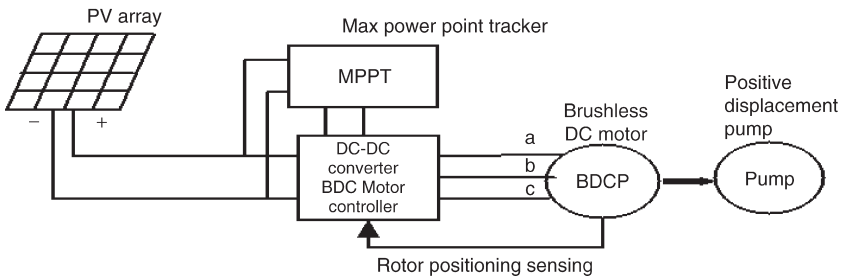 PV array
Max power point tracker
MPPT
− +
Positive
displacement
pump
Brushless
DC motor
DC-DC
converter
BDC Motor
controller
a
b
c
BDCP
Pump
Rotor positioning sensing